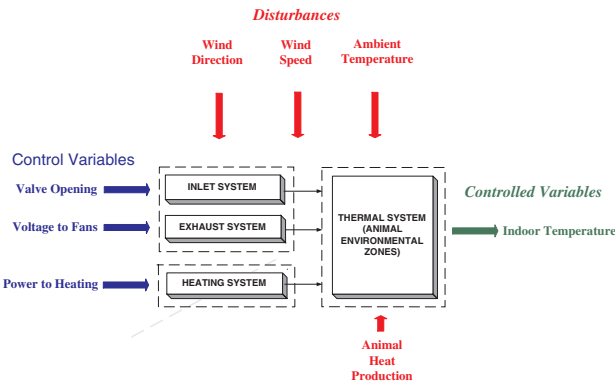 Disturbances
Wind
Direction
Wind
Speed
Ambient
Temperature
Control Variables
Valve Opening
INLET SYSTEM
Voltage to Fans
EXHAUST SYSTEM
Power to Heating
HEATING SYSTEM
THERMAL SYSTEM
(ANIMAL
ENVIRONMENTAL
ZONES)
Controlled Variables
Indoor Temperature
Animal
Heat
Production